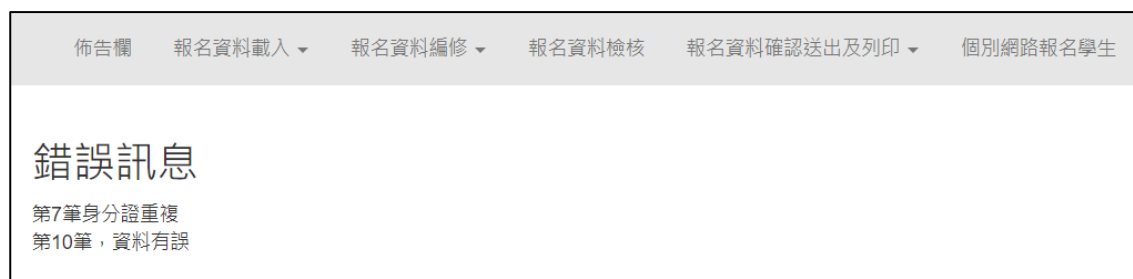 佈告欄 報名資料載入 報名資料編修 報名資料檢核 報名資料確認送出及列印 個別網路報名學生
錯誤訊息
第7筆身分證重複
第10筆，資料有誤